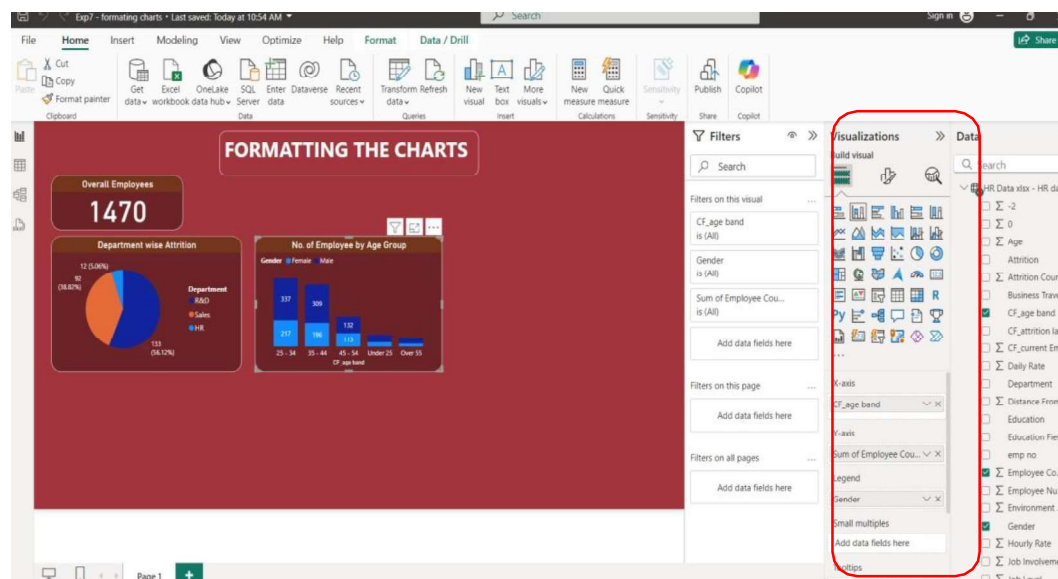 Exp7 - formating charts • Last saved: Today at 10:54 AM
Search
Sign in
File Home Insert Modeling View Optimize Help Format Data / Drill
Share
Paste
Cut
Copy
Format painter
Get data
Excel workbook
OneLake data hub
SQL Server
Enter data
Dataverse
Recent sources
Transform data
Refresh
New visual
Text box
More visuals
New measure
Quick measure
Sensitivity
Publish
Copilot
Clipboard
Data
Queries
Insert
Calculations
Sensitivity
Share
Copilot
FORMATTING THE CHARTS
Overall Employees
1470
Department wise Attrition
12 (5.06%)
92
(38.82%)
133
(56.12%)
Department
R&D
Sales
HR
No. of Employee by Age Group
Gender Female Male
337
309
132
217
196
113
25 - 34 35 - 44 45 - 54 Under 25 Over 55
CF_age band
Filters
Search
Filters on this visual
CF_age band
is (All)
Gender
is (All)
Sum of Employee Cou...
is (All)
Add data fields here
Filters on this page
Add data fields here
Filters on all pages
Add data fields here
Visualizations
Build visual
R
Py
X-axis
CF_age band
Y-axis
Sum of Employee Cou...
Legend
Gender
Small multiples
Add data fields here
Tooltips
Data
Search
HR Data xlsx - HR da
Σ -2
Σ 0
Σ Age
Attrition
Σ Attrition Coun
Business Trave
CF_age band
CF_attrition la
Σ CF_current Em
Σ Daily Rate
Department
Σ Distance From
Education
Education Fie
emp no
Σ Employee Co.
Σ Employee Nu
Σ Environment
Gender
Σ Hourly Rate
Σ Job Involveme
Σ Job Level
Page 1